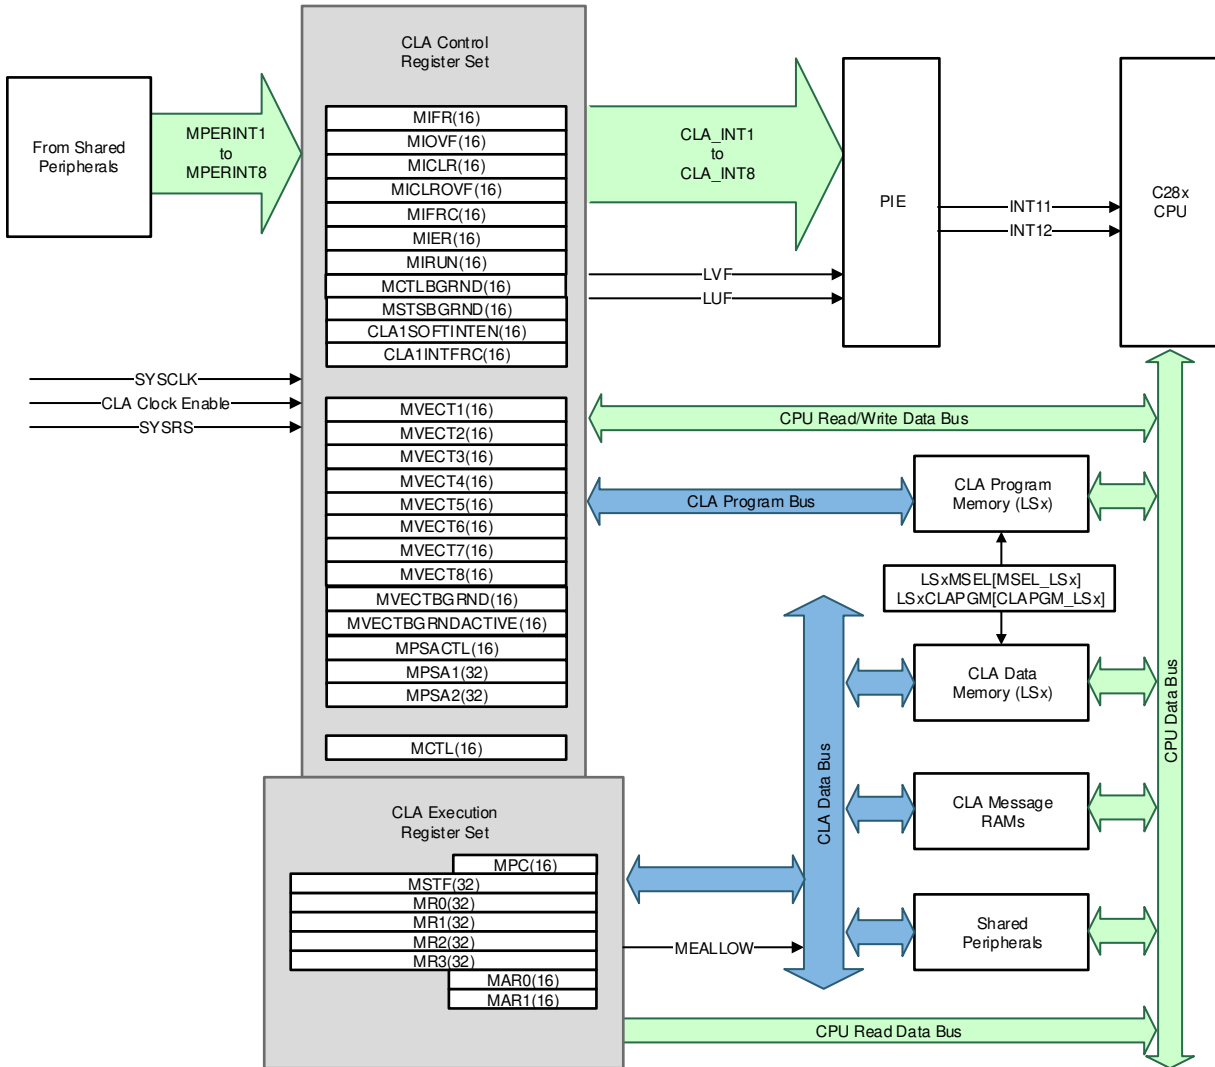 CLA Control
Register Set
From Shared
Peripherals
MPERINT1
to
MPERINT8
MIFR(16)
MIOVF(16)
MICLR(16)
MICLROVF(16)
MIFRC(16)
MIER(16)
MIRUN(16)
MCTLBGRND(16)
MSTSBGRND(16)
CLA1SOFTINTEN(16)
CLA1INTFRC(16)
CLA_INT1
to
CLA_INT8
LVF
LUF
PIE
INT11
INT12
C28x
CPU
SYSCLK
CLA Clock Enable
SYSRS
MVECT1(16)
MVECT2(16)
MVECT3(16)
MVECT4(16)
MVECT5(16)
MVECT6(16)
MVECT7(16)
MVECT8(16)
MVECTBGRND(16)
MVECTBGRNDACTIVE(16)
MPSACTL(16)
MPSA1(32)
MPSA2(32)
MCTL(16)
CPU Read/Write Data Bus
CLA Program Bus
CLA Program
Memory (LSx)
LSxMSEL[MSEL_LSx]
LSxCLAPGM[CLAPGM_LSx]
CLA Data
Memory (LSx)
CLA Data Bus
CPU Data Bus
CLA Message
RAMs
Shared
Peripherals
CLA Execution
Register Set
MPC(16)
MSTF(32)
MR0(32)
MR1(32)
MR2(32)
MR3(32)
MAR0(16)
MAR1(16)
MEALLOW
CPU Read Data Bus